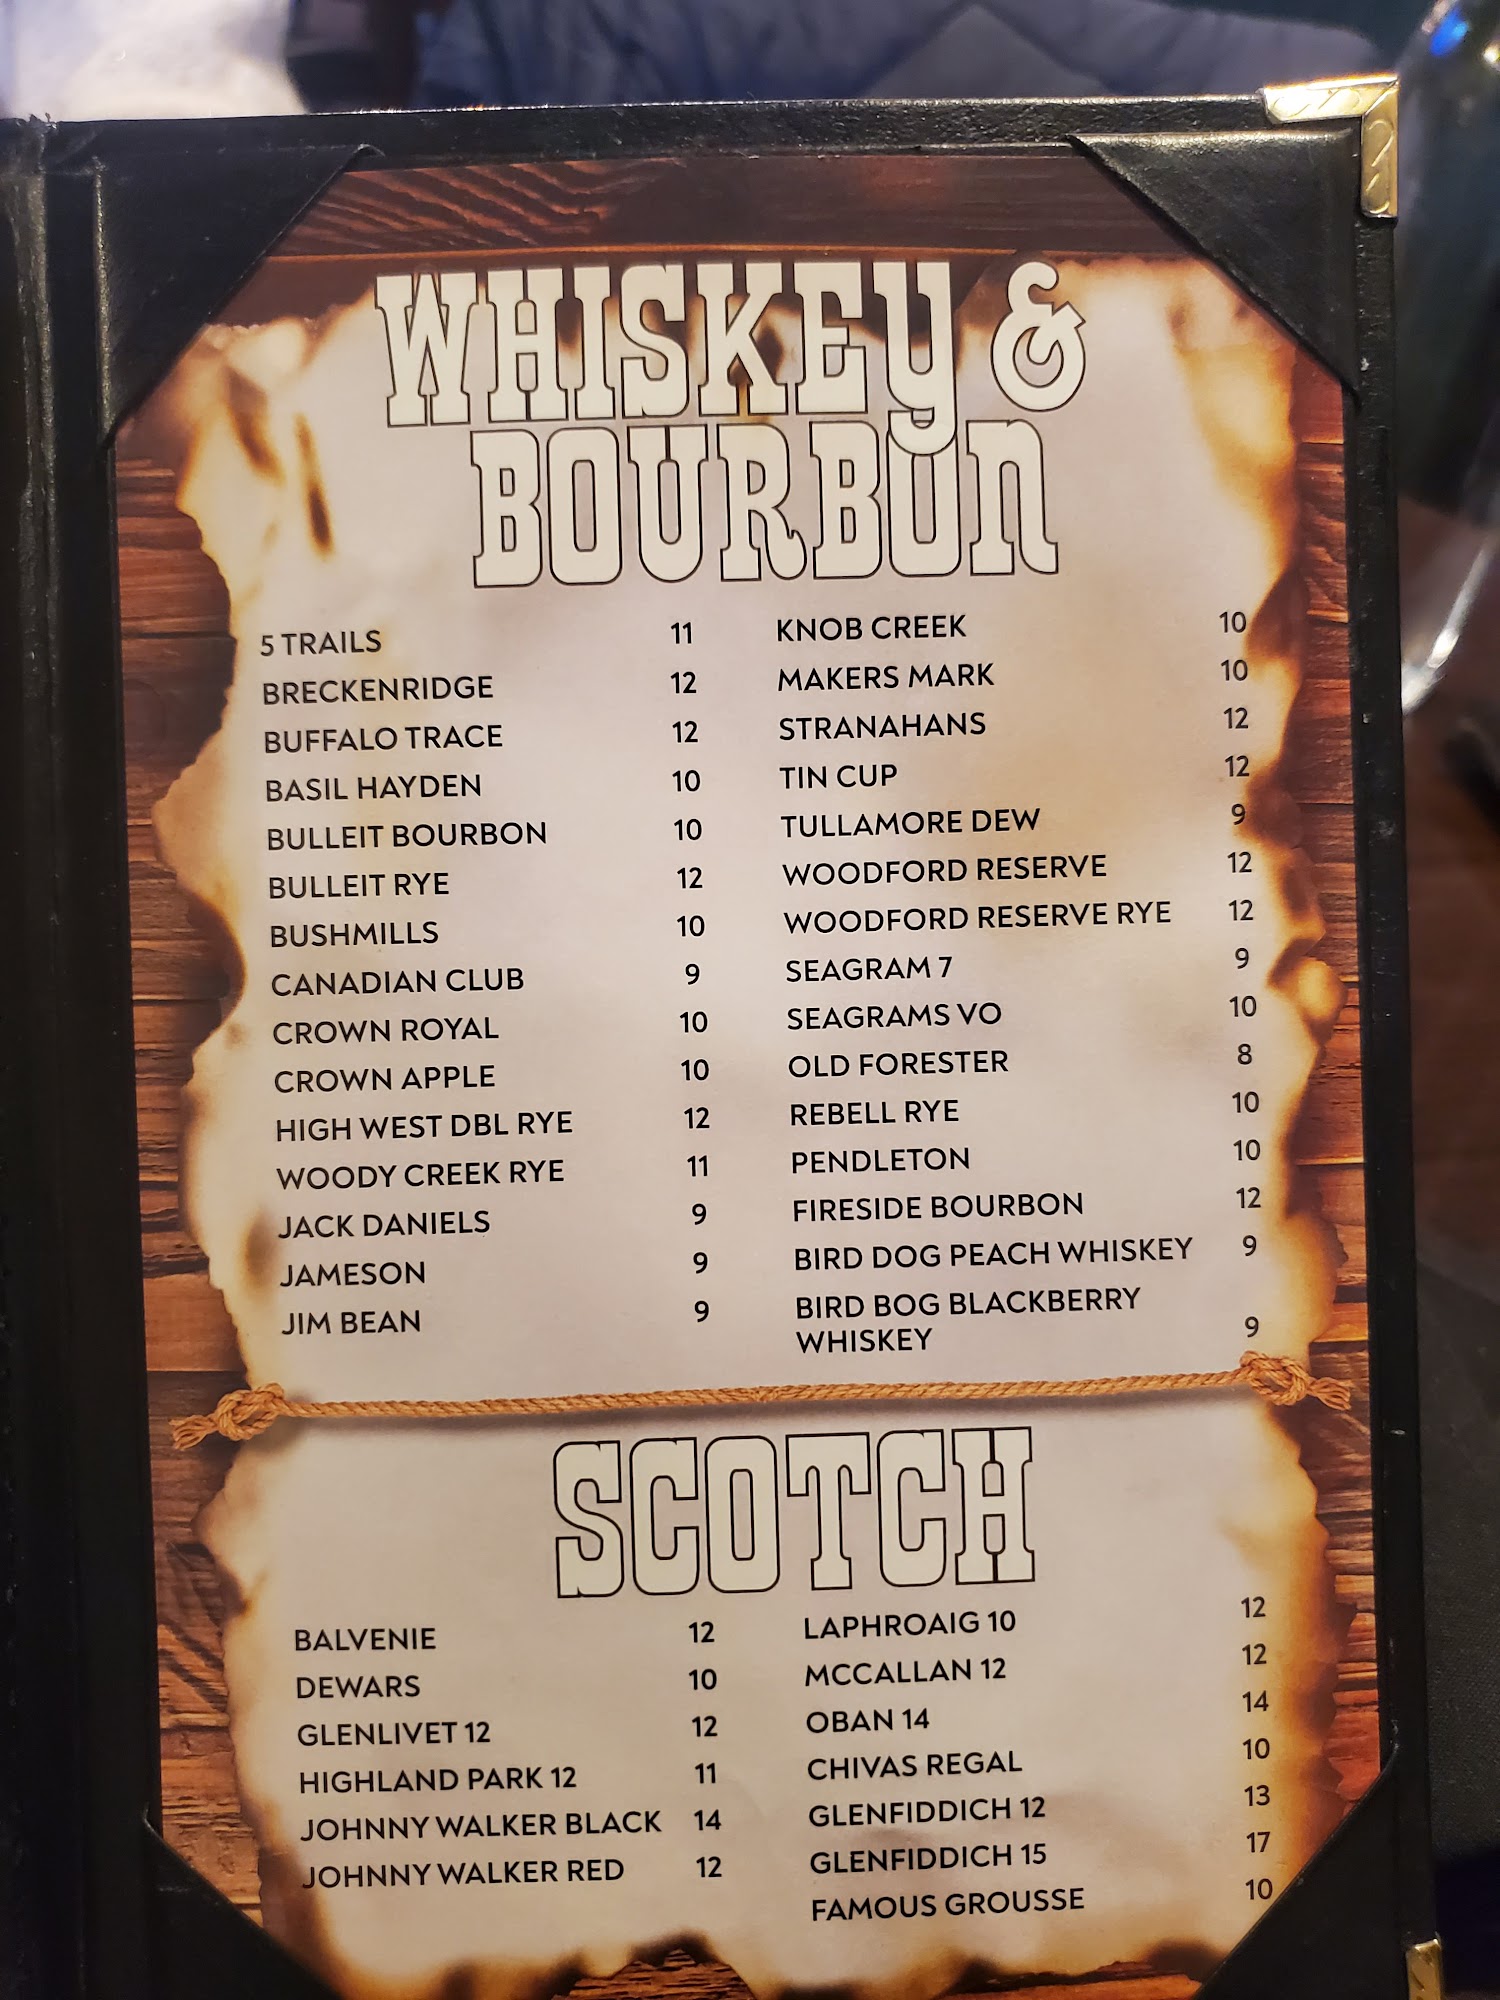 WHISKEY &
BOURBON
5 TRAILS 11
BRECKENRIDGE 12
BUFFALO TRACE 12
BASIL HAYDEN 10
BULLEIT BOURBON 10
BULLEIT RYE 12
BUSHMILLS 10
CANADIAN CLUB 9
CROWN ROYAL 10
CROWN APPLE 10
HIGH WEST DBL RYE 12
WOODY CREEK RYE 11
JACK DANIELS 9
JAMESON 9
JIM BEAN 9
KNOB CREEK 10
MAKERS MARK 10
STRANAHANS 12
TIN CUP 12
TULLAMORE DEW 9
WOODFORD RESERVE 12
WOODFORD RESERVE RYE 12
SEAGRAM 7 9
SEAGRAMS VO 10
OLD FORESTER 8
REBELL RYE 10
PENDLETON 10
FIRESIDE BOURBON 12
BIRD DOG PEACH WHISKEY 9
BIRD BOG BLACKBERRY
WHISKEY 9
SCOTCH
BALVENIE 12
DEWARS 10
GLENLIVET 12 12
HIGHLAND PARK 12 11
JOHNNY WALKER BLACK 14
JOHNNY WALKER RED 12
LAPHROAIG 10 12
MCCALLAN 12 12
OBAN 14 14
CHIVAS REGAL 10
GLENFIDDICH 12 13
GLENFIDDICH 15 17
FAMOUS GROUSSE 10